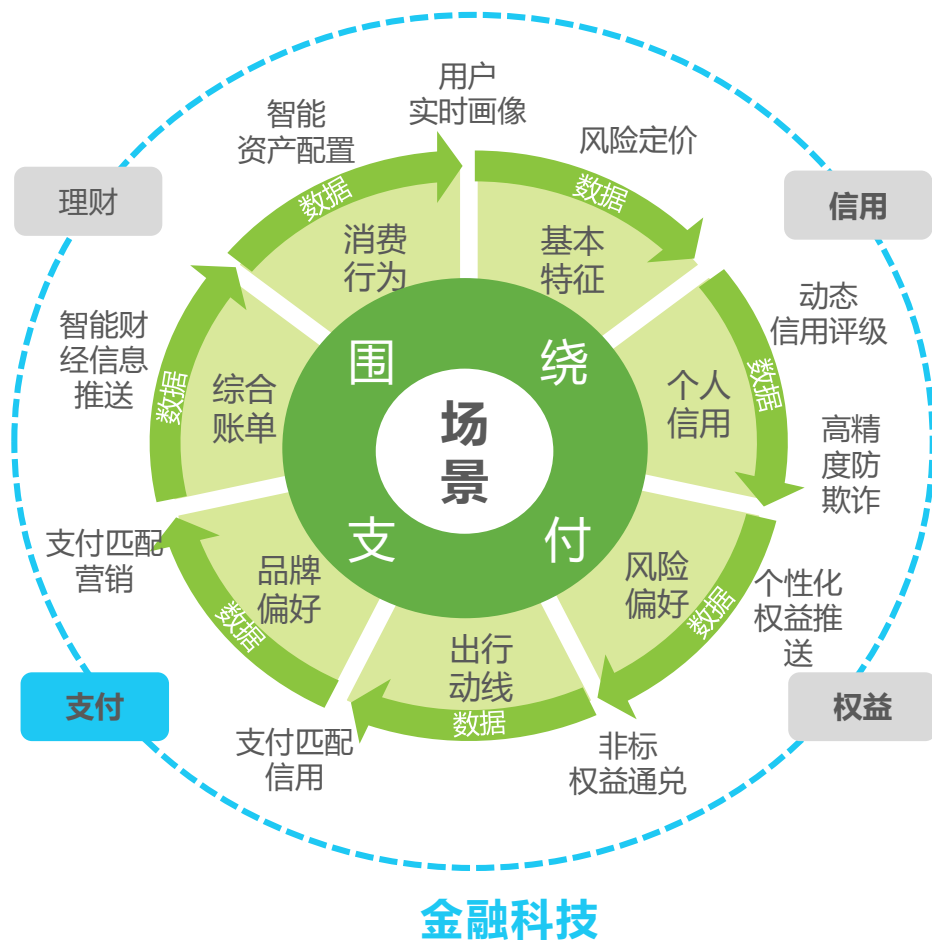 用户
实时画像
智能
资产配置
风险定价
理财
信用
数据
数据
消费
行为
基本
特征
动态
信用评级
智能财
经信息
推送
数据
综合
账单
围
绕
个人
信用
数据
场
景
高精
度防
欺诈
支付匹配
营销
支
付
品牌
偏好
风险
偏好
数据
数据
个性化
权益推
送
出行
动线
数据
支付
权益
支付匹配
信用
非标
权益通兑
金融科技